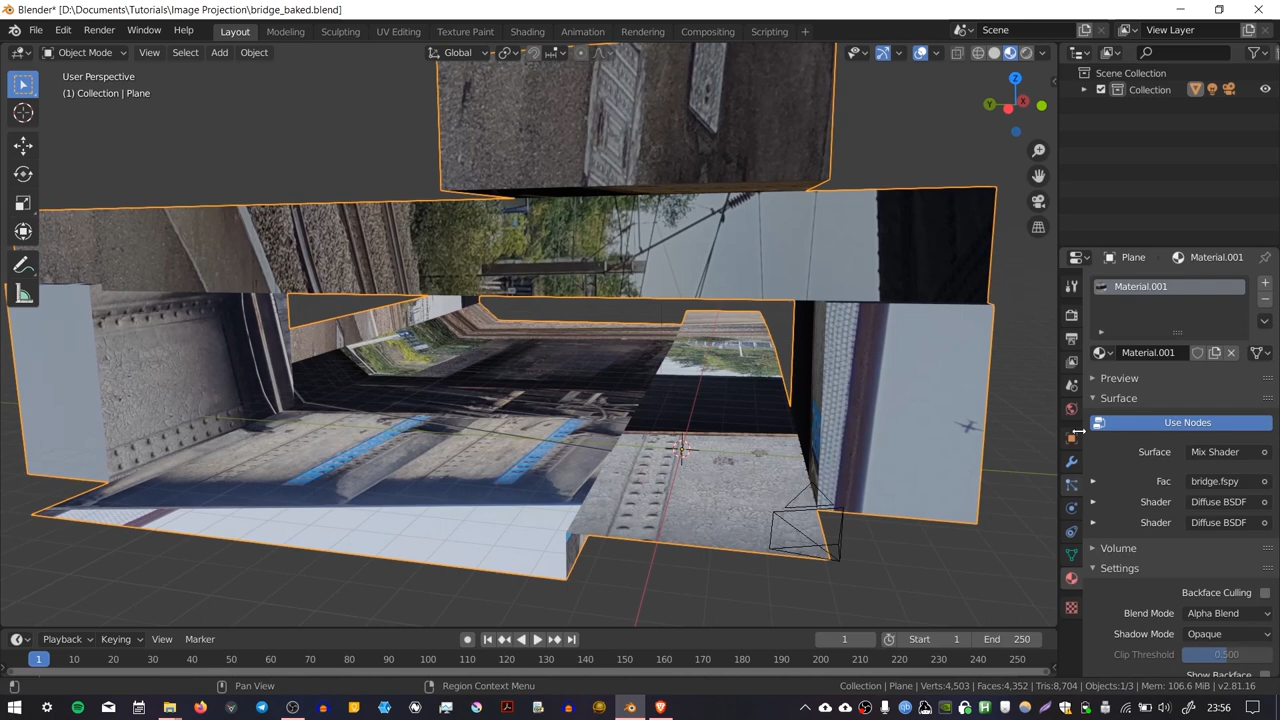 Blender* [D:\Documents\Tutorials\Image Projection\bridge_baked.blend]
File Edit Render Window Help Layout Modeling Sculpting UV Editing Texture Paint Shading Animation Rendering Compositing Scripting + Scene View Layer
Object Mode View Select Add Object Global
User Perspective
(1) Collection | Plane
Z
Y
X
Scene Collection
Collection
Plane Material.001
Material.001
Material.001
Preview
Surface
Use Nodes
Surface Mix Shader
Fac bridge.fspy
Shader Diffuse BSDF
Shader Diffuse BSDF
Volume
Settings
Backface Culling
Blend Mode Alpha Blend
Shadow Mode Opaque
Clip Threshold 0.500
Show Backface
Playback Keying View Marker 1 Start 1 End 250
1 10 20 30 40 50 60 70 80 90 100 110 120 130 140 150 160 170 180 190 200 210 220 230 240 250
Pan View Region Context Menu Collection | Plane | Verts:4,503 | Faces:4,352 | Tris:8,704 | Objects:1/3 | Mem: 106.6 MiB | v2.81.16
23:56